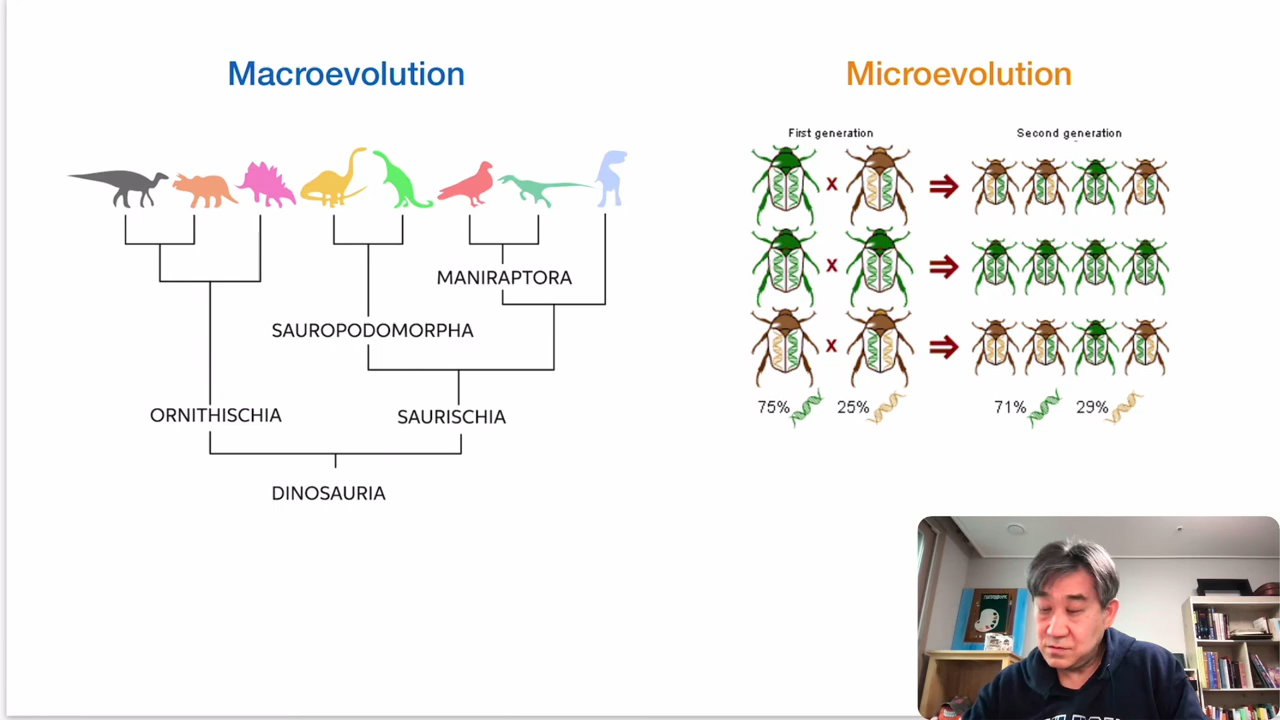 Macroevolution
MANIRAPTORA
SAUROPODOMORPHA
ORNITHISCHIA
SAURISCHIA
DINOSAURIA
Microevolution
First generation
Second generation
x
x
x
75%
25%
71%
29%